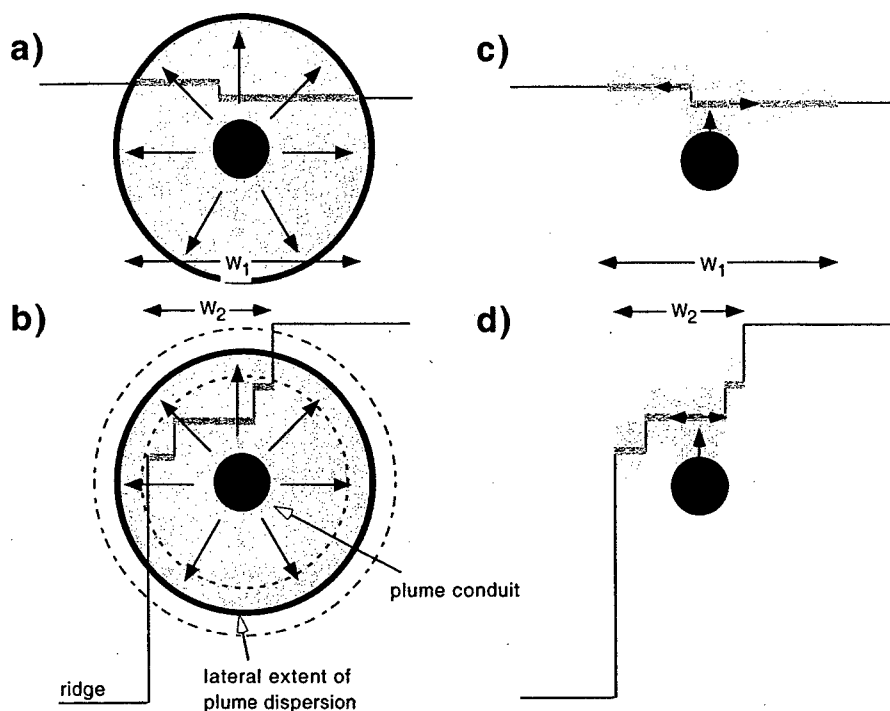 a)
W1
b)
W2
plume conduit
lateral extent of
plume dispersion
ridge
c)
W1
d)
W2